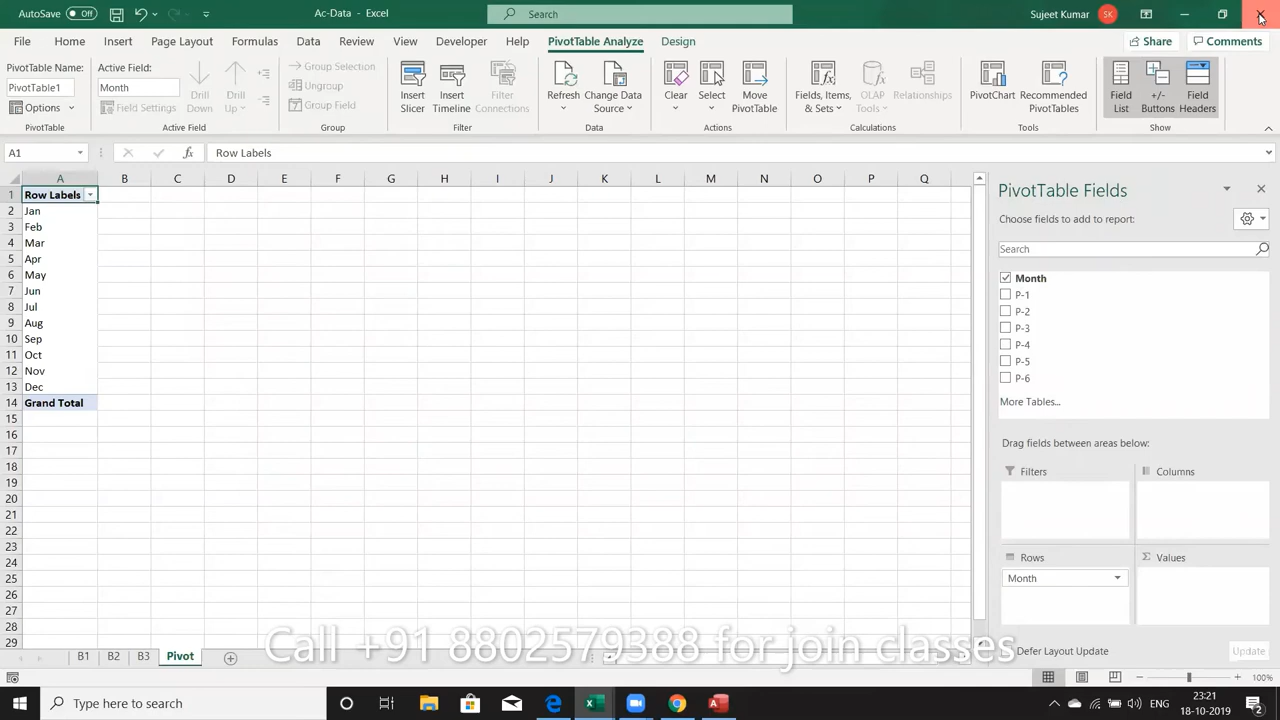 AutoSave Off Ac-Data - Excel Search Sujeet Kumar SK
File Home Insert Page Layout Formulas Data Review View Developer Help PivotTable Analyze Design Share Comments
PivotTable Name: Active Field: Group Selection
PivotTable1 Month Drill Down Drill Up Ungroup
Options Field Settings Group Field
Insert Slicer Insert Timeline Filter Connections Refresh Change Data Source Clear Select Move PivotTable Fields, Items, & Sets OLAP Tools Relationships PivotChart Recommended PivotTables Field List +/- Buttons Field Headers
PivotTable Active Field Group Filter Data Actions Calculations Tools Show
A1 fx Row Labels
A B C D E F G H I J K L M N O P Q
1 Row Labels
2 Jan
3 Feb
4 Mar
5 Apr
6 May
7 Jun
8 Jul
9 Aug
10 Sep
11 Oct
12 Nov
13 Dec
14 Grand Total
15
16
17
18
19
20
21
22
23
24
25
26
27
28
29
PivotTable Fields
Choose fields to add to report:
Search
Month
P-1
P-2
P-3
P-4
P-5
P-6
More Tables...
Drag fields between areas below:
Filters Columns
Rows Σ Values
Month
Defer Layout Update Update
Call +91 8802579388 for join classes
B1 B2 B3 Pivot
100%
Type here to search
ENG 23:21
18-10-2019 2